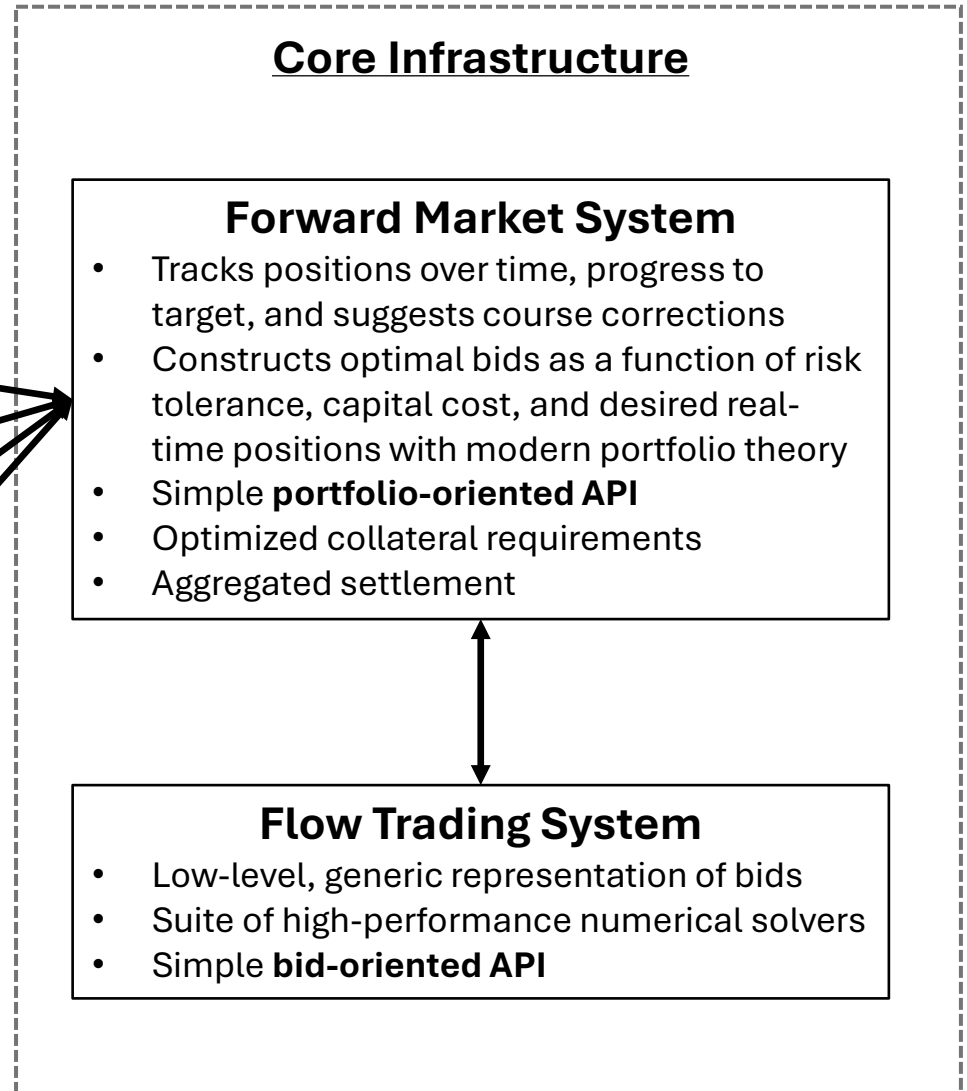 Core Infrastructure
Forward Market System
• Tracks positions over time, progress to
target, and suggests course corrections
• Constructs optimal bids as a function of risk
tolerance, capital cost, and desired real-
time positions with modern portfolio theory
• Simple portfolio-oriented API
• Optimized collateral requirements
• Aggregated settlement
Flow Trading System
• Low-level, generic representation of bids
• Suite of high-performance numerical solvers
• Simple bid-oriented API